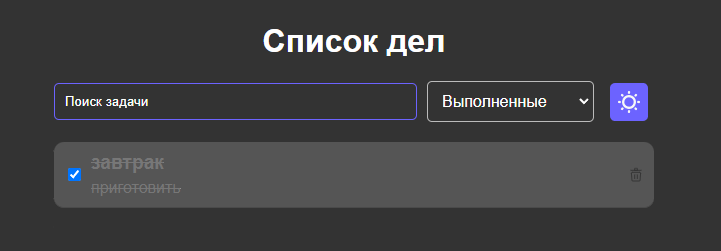 Список дел
Поиск задачи
Выполненные
завтрак
приготовить